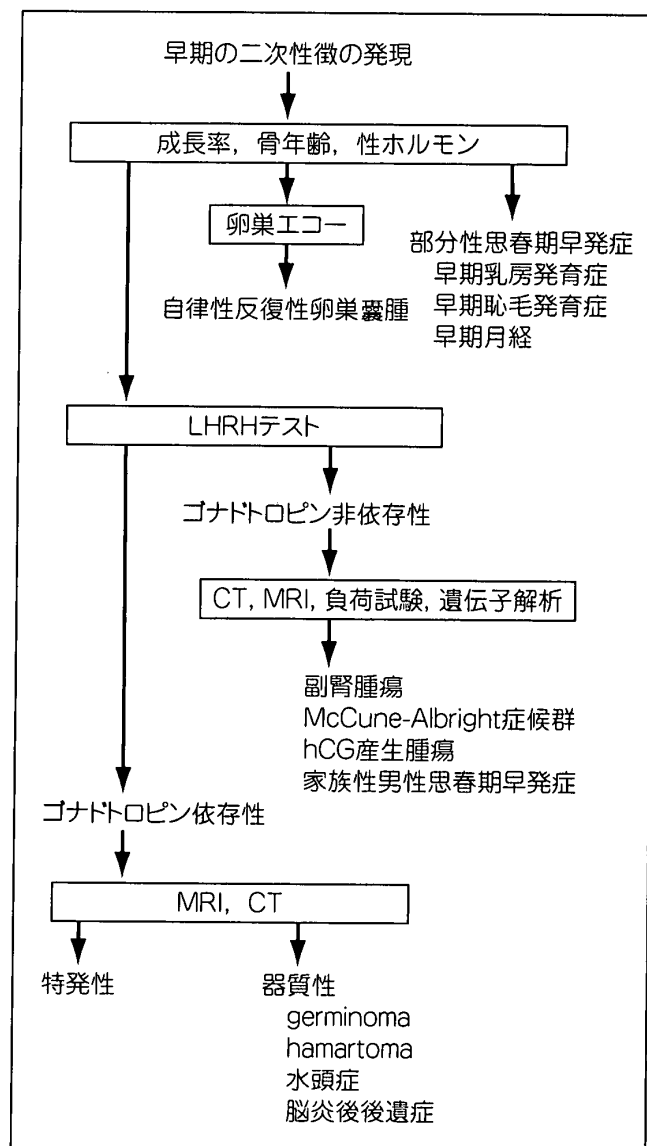 早期の二次性徴の発現
成長率，骨年齢，性ホルモン
卵巣エコー
自律性反復性卵巣嚢腫
部分性思春期早発症
早期乳房発育症
早期恥毛発育症
早期月経
LHRHテスト
ゴナドトロピン非依存性
CT, MRI, 負荷試験, 遺伝子解析
副腎腫瘍
McCune-Albright症候群
hCG産生腫瘍
家族性男性思春期早発症
ゴナドトロピン依存性
MRI, CT
特発性
器質性
germinoma
hamartoma
水頭症
脳炎後後遺症